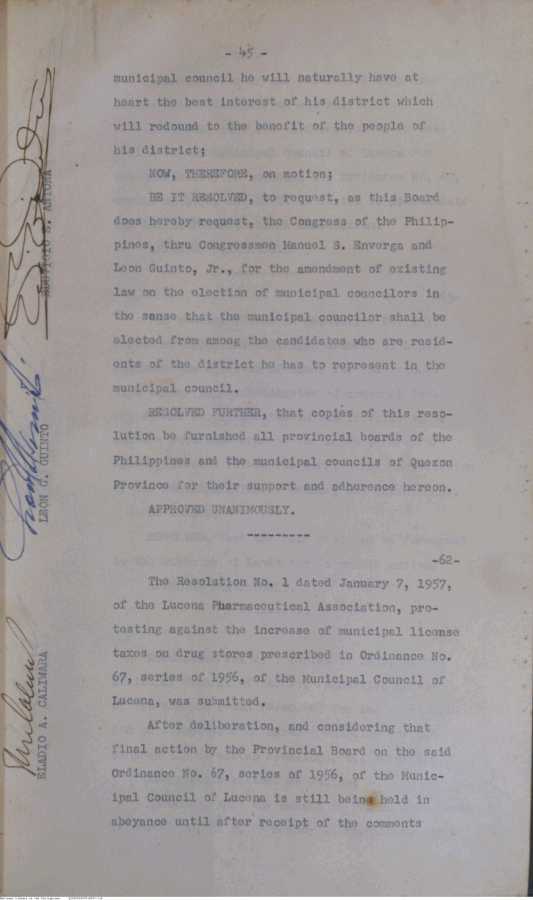 - 45 -
municipal council he will naturally have at
heart the best interest of his district which
will redound to the benefit of the people of
his district;
NOW, THEREFORE, on motion;
BE IT RESOLVED, to request, as this Board
does hereby request, the Congress of the Philip-
pines, thru Congressmen Manuel S. Enverga and
Leon Guinto, Jr., for the amendment of existing
law on the election of municipal councilors in
the sense that the municipal councilor shall be
elected from among the candidates who are resid-
ents of the district he has to represent in the
municipal council.
RESOLVED FURTHER, that copies of this reso-
lution be furnished all provincial boards of the
Philippines and the municipal councils of Quezon
Province for their support and adherence hereon.
APPROVED UNANIMOUSLY.
---------
-62-
The Resolution No. 1 dated January 7, 1957,
of the Lucena Pharmaceutical Association, pro-
testing against the increase of municipal license
taxes on drug stores prescribed in Ordinance No.
67, series of 1956, of the Municipal Council of
Lucena, was submitted.
After deliberation, and considering that
final action by the Provincial Board on the said
Ordinance No. 67, series of 1956, of the Munic-
ipal Council of Lucena is still being held in
abeyance until after receipt of the comments
S. ANTONA
LEON C. GUINTO
ELADIO A. CALIMARA
National Library of the Philippines